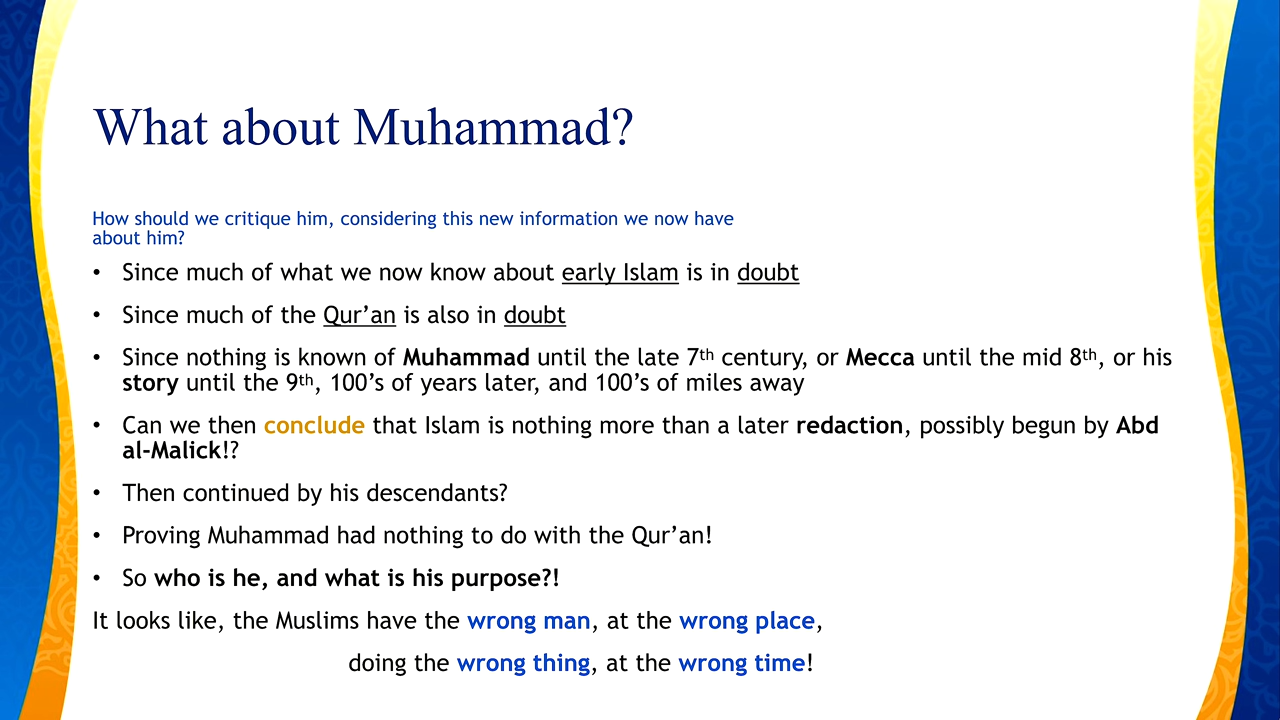 What about Muhammad?
How should we critique him, considering this new information we now have
about him?
• Since much of what we now know about early Islam is in doubt
• Since much of the Qur’an is also in doubt
• Since nothing is known of Muhammad until the late 7th century, or Mecca until the mid 8th, or his
story until the 9th, 100’s of years later, and 100’s of miles away
• Can we then conclude that Islam is nothing more than a later redaction, possibly begun by Abd
al-Malick!?
• Then continued by his descendants?
• Proving Muhammad had nothing to do with the Qur’an!
• So who is he, and what is his purpose?!
It looks like, the Muslims have the wrong man, at the wrong place,
doing the wrong thing, at the wrong time!